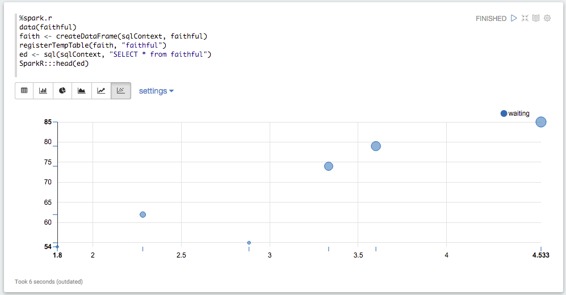 %spark.r
FINISHED
data(faithful)
faith <- createDataFrame(sqlContext, faithful)
registerTempTable(faith, "faithful")
ed <- sql(sqlContext, "SELECT * from faithful")
SparkR:::head(ed)
settings
waiting
85
80
75
70
65
60
54
1.8
2
2.5
3
3.5
4
4.533
Took 6 seconds (outdated)